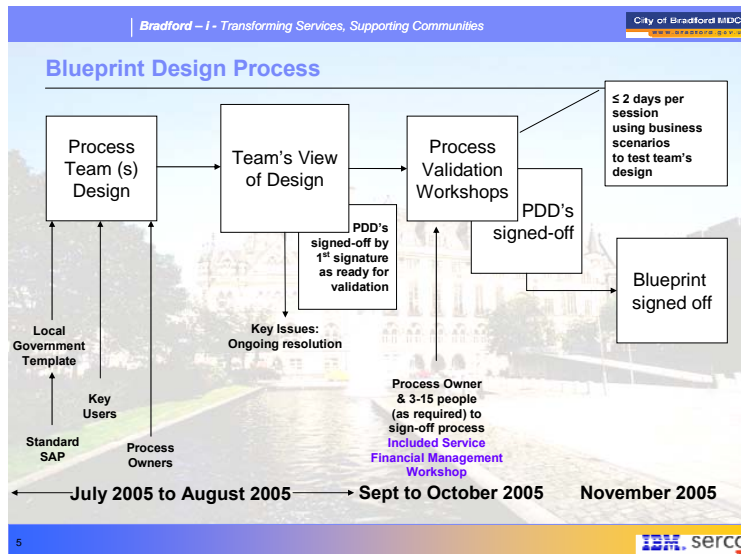 Bradford – i - Transforming Services, Supporting Communities
City of Bradford MDC
www.bradford.gov.u
Blueprint Design Process
≤ 2 days per
session
using business
scenarios
to test team's
design
Process
Team (s)
Design
Team's View
of Design
Process
Validation
Workshops
PDD's
signed-off by
1st signature
as ready for
validation
PDD's
signed-off
Blueprint
signed off
Local
Government
Template
Key Issues:
Ongoing resolution
Key
Users
Standard
SAP
Process
Owners
Process Owner
& 3-15 people
(as required) to
sign-off process
Included Service
Financial Management
Workshop
July 2005 to August 2005
Sept to October 2005
November 2005
5
IBM. serco